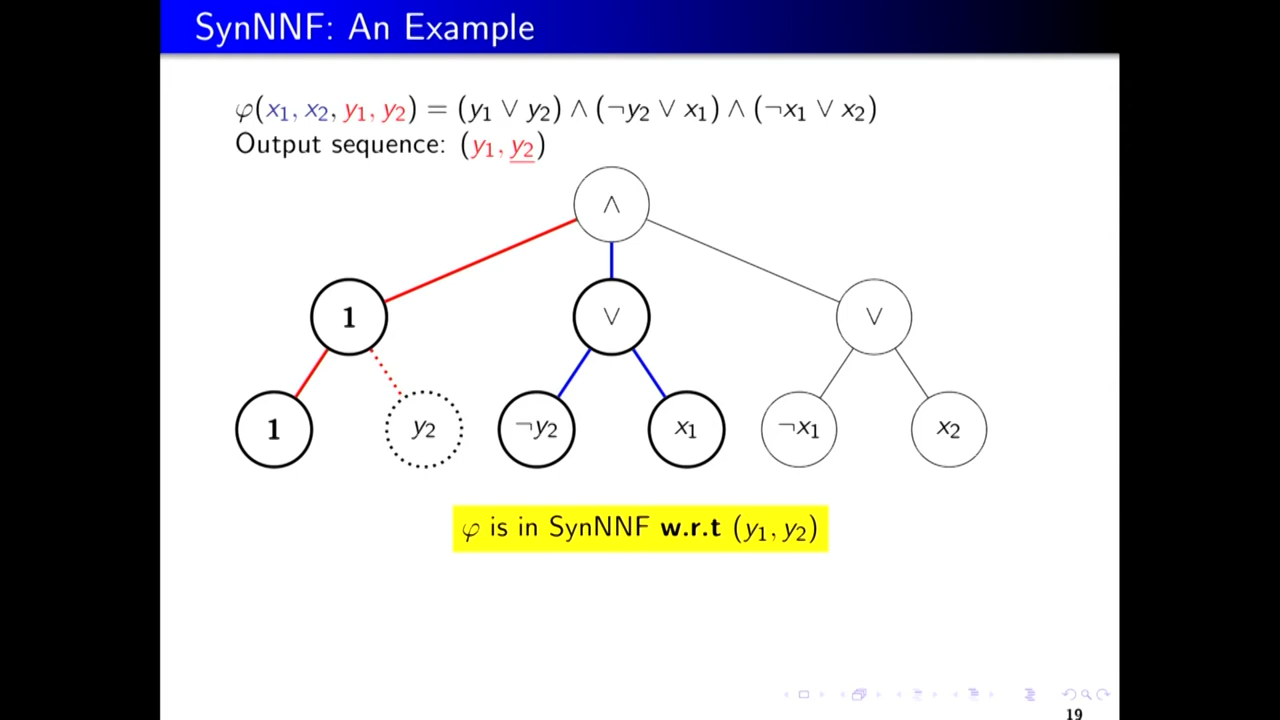 SynNNF: An Example
φ(x₁, x₂, y₁, y₂) = (y₁ ∨ y₂) ∧ (¬y₂ ∨ x₁) ∧ (¬x₁ ∨ x₂)
Output sequence: (y₁, y₂)
∧
1 ∨ ∨
1 y₂ ¬y₂ x₁ ¬x₁ x₂
φ is in SynNNF w.r.t (y₁, y₂)
19